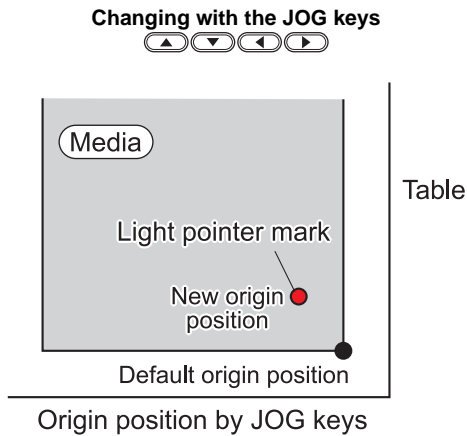 Changing with the JOG keys
Media
Table
Light pointer mark
New origin
position
Default origin position
Origin position by JOG keys